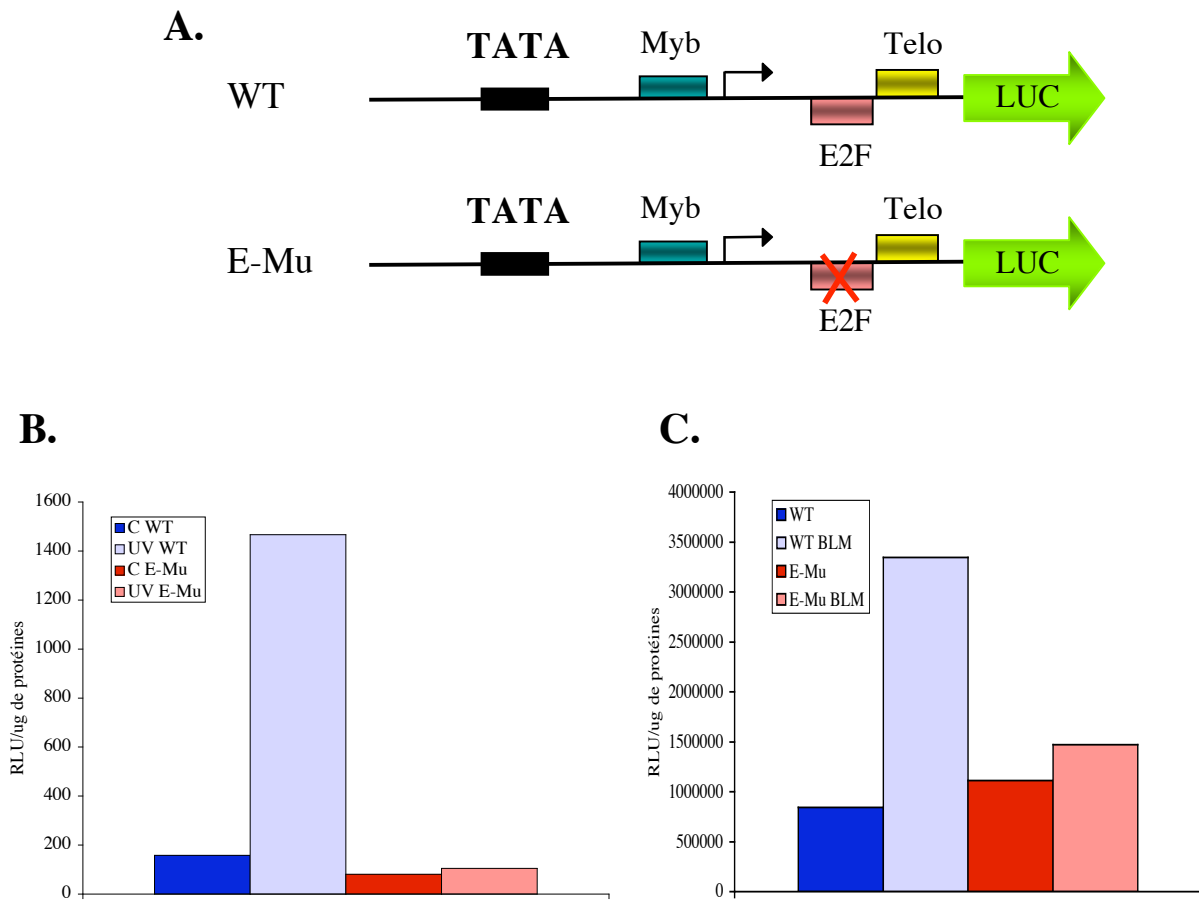 A.
TATA
Myb
Telo
WT
LUC
E2F
TATA
Myb
Telo
E-Mu
LUC
E2F
B.
RLU/ug de protéines
1600
1400
1200
1000
800
600
400
200
0
C WT
UV WT
C E-Mu
UV E-Mu
C.
RLU/ug de protéines
4000000
3500000
3000000
2500000
2000000
1500000
1000000
500000
0
WT
WT BLM
E-Mu
E-Mu BLM